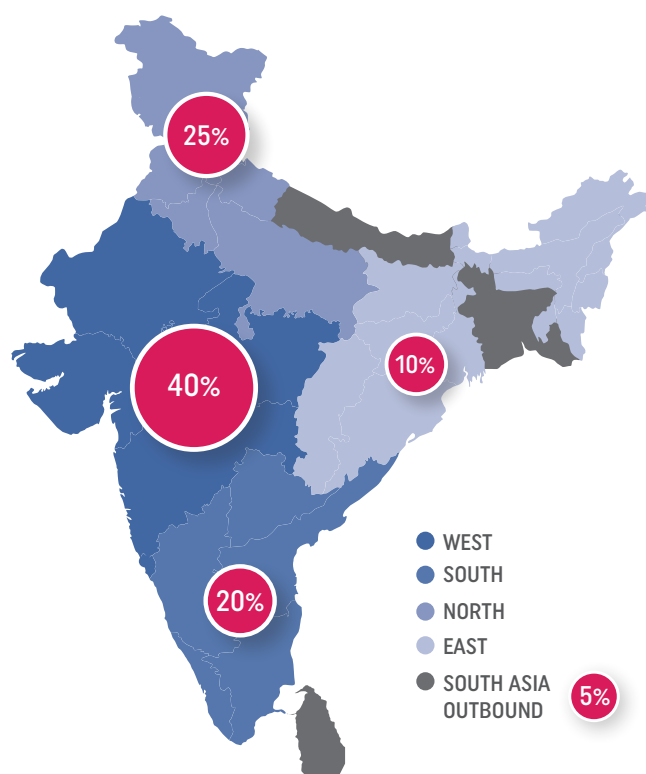 25%
40%
10%
20%
WEST
SOUTH
NORTH
EAST
SOUTH ASIA
OUTBOUND
5%